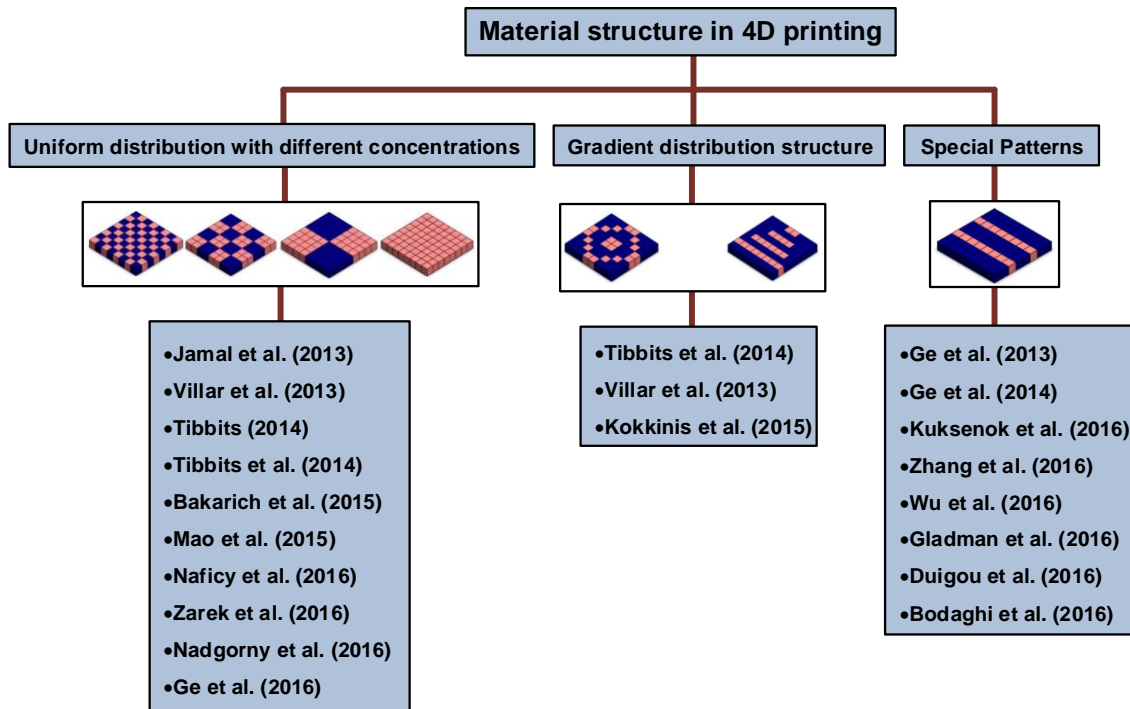 Material structure in 4D printing
Uniform distribution with different concentrations
Gradient distribution structure
Special Patterns
•Jamal et al. (2013)
•Villar et al. (2013)
•Tibbits (2014)
•Tibbits et al. (2014)
•Bakarich et al. (2015)
•Mao et al. (2015)
•Naficy et al. (2016)
•Zarek et al. (2016)
•Nadgorny et al. (2016)
•Ge et al. (2016)
•Tibbits et al. (2014)
•Villar et al. (2013)
•Kokkinis et al. (2015)
•Ge et al. (2013)
•Ge et al. (2014)
•Kuksenok et al. (2016)
•Zhang et al. (2016)
•Wu et al. (2016)
•Gladman et al. (2016)
•Duigou et al. (2016)
•Bodaghi et al. (2016)